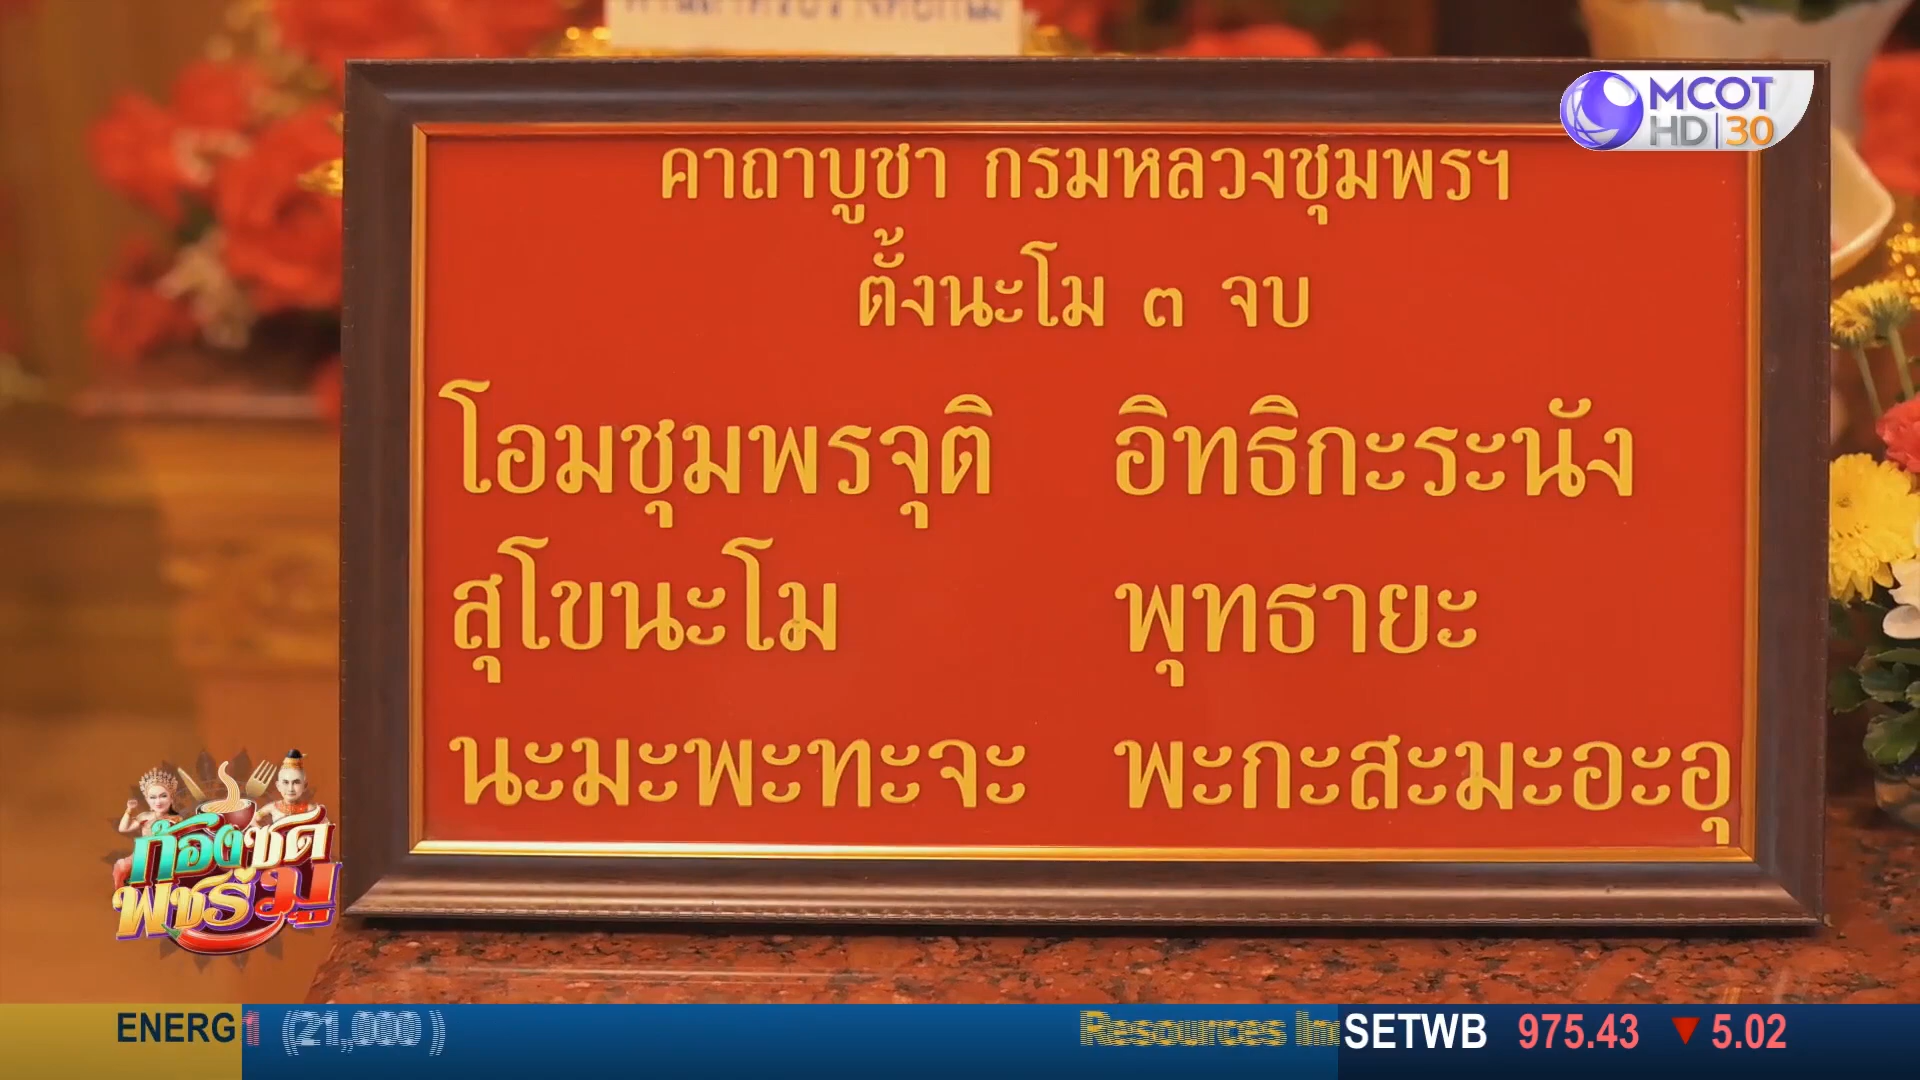 MCOT
HD 30
คาถาบูชา กรมหลวงชุมพรฯ
ตั้งนะโม ๓ จบ
โอมชุมพรจุติ อิทธิกะระนัง
สุโขนะโม พุทธายะ
นะมะพะทะจะ พะกะสะมะอะอุ
ก้องชด
พชรมู
ENERG (21,000) Resources SETWB 975.43 ▼ 5.02